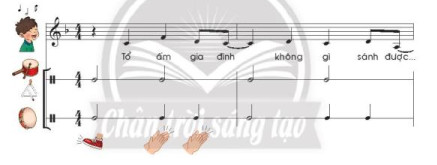 Tổ ấm gia đình không gì sánh được...
Chân trời sáng tạo